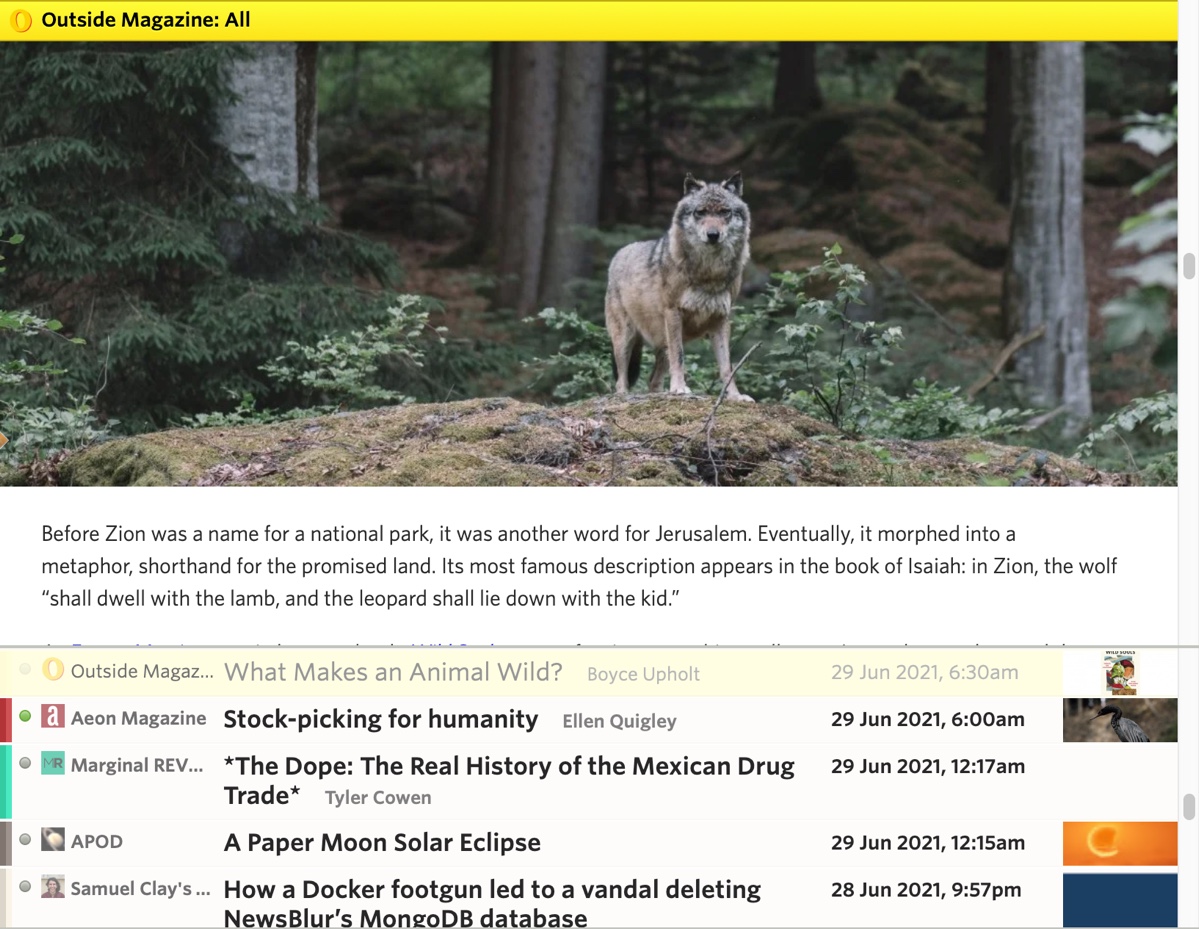 Outside Magazine: All
Before Zion was a name for a national park, it was another word for Jerusalem. Eventually, it morphed into a
metaphor, shorthand for the promised land. Its most famous description appears in the book of Isaiah: in Zion, the wolf
“shall dwell with the lamb, and the leopard shall lie down with the kid.”
Outside Magaz... What Makes an Animal Wild? Boyce Upholt 29 Jun 2021, 6:30am
WILD SOULS
a Aeon Magazine Stock-picking for humanity Ellen Quigley 29 Jun 2021, 6:00am
MR Marginal REV... *The Dope: The Real History of the Mexican Drug 29 Jun 2021, 12:17am
Trade* Tyler Cowen
APOD A Paper Moon Solar Eclipse 29 Jun 2021, 12:15am
Samuel Clay's ... How a Docker footgun led to a vandal deleting 28 Jun 2021, 9:57pm
NewsBlur’s MongoDB database